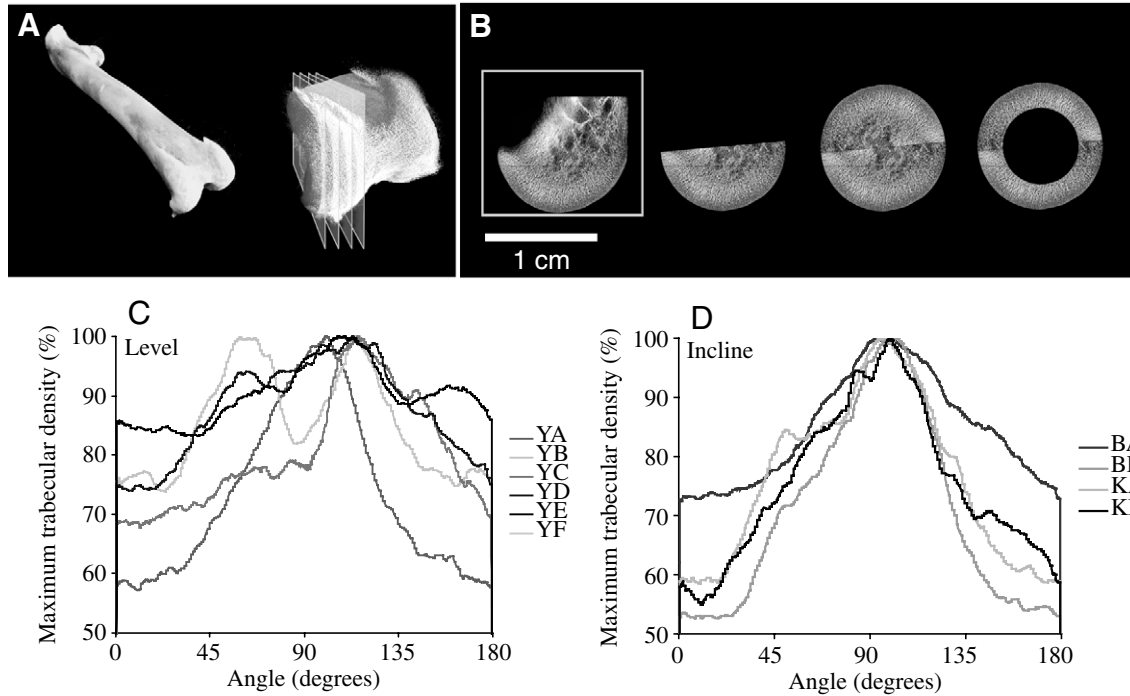 A
B
1 cm
C
Level
Maximum trabecular density (%)
100
90
80
70
60
50
0
45
90
135
180
Angle (degrees)
YA
YB
YC
YD
YE
YF
D
Incline
Maximum trabecular density (%)
100
90
80
70
60
50
0
45
90
135
180
Angle (degrees)